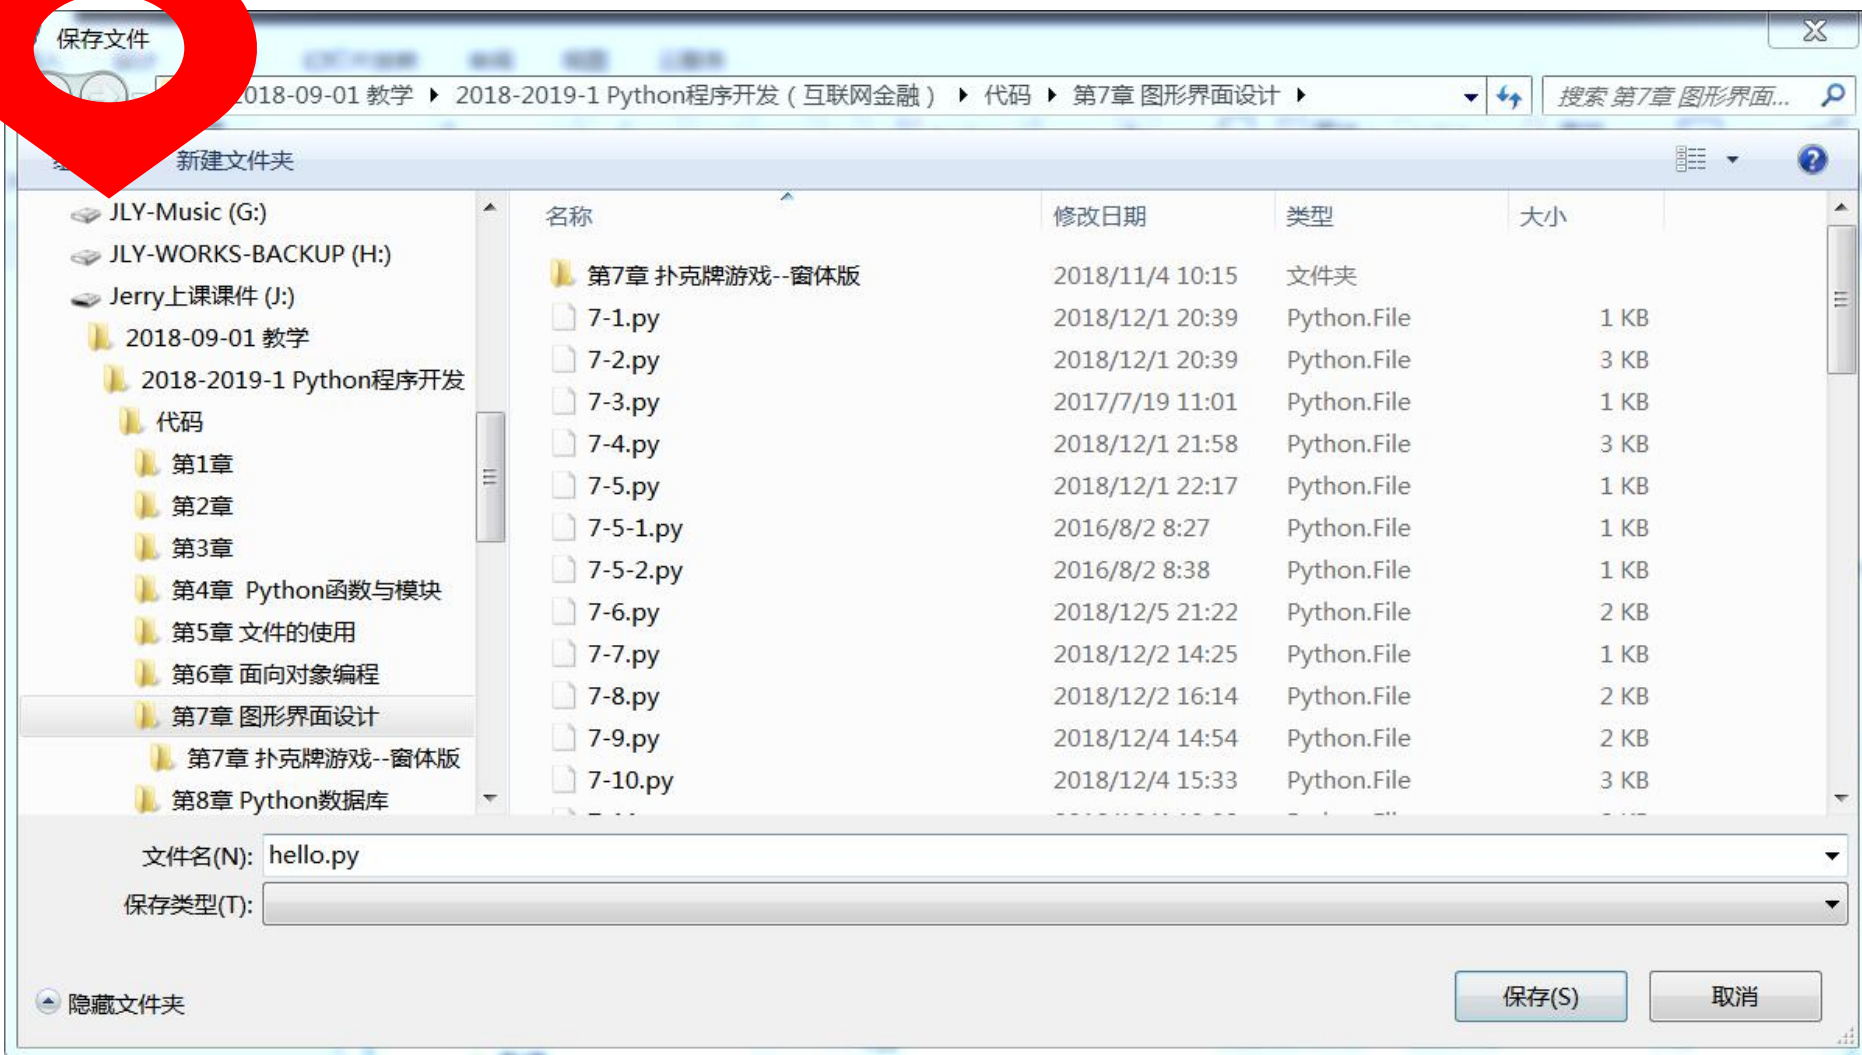 保存文件
2018-09-01 教学 2018-2019-1 Python程序开发（互联网金融） 代码 第7章 图形界面设计
搜索 第7章 图形界面...
新建文件夹
JLY-Music (G:)
JLY-WORKS-BACKUP (H:)
Jerry上课课件 (J:)
2018-09-01 教学
2018-2019-1 Python程序开发
代码
第1章
第2章
第3章
第4章 Python函数与模块
第5章 文件的使用
第6章 面向对象编程
第7章 图形界面设计
第7章 扑克牌游戏--窗体版
第8章 Python数据库
名称 修改日期 类型 大小
第7章 扑克牌游戏--窗体版 2018/11/4 10:15 文件夹
7-1.py 2018/12/1 20:39 Python.File 1 KB
7-2.py 2018/12/1 20:39 Python.File 3 KB
7-3.py 2017/7/19 11:01 Python.File 1 KB
7-4.py 2018/12/1 21:58 Python.File 3 KB
7-5.py 2018/12/1 22:17 Python.File 1 KB
7-5-1.py 2016/8/2 8:27 Python.File 1 KB
7-5-2.py 2016/8/2 8:38 Python.File 1 KB
7-6.py 2018/12/5 21:22 Python.File 2 KB
7-7.py 2018/12/2 14:25 Python.File 1 KB
7-8.py 2018/12/2 16:14 Python.File 2 KB
7-9.py 2018/12/4 14:54 Python.File 2 KB
7-10.py 2018/12/4 15:33 Python.File 3 KB
文件名(N): hello.py
保存类型(T):
隐藏文件夹
保存(S) 取消